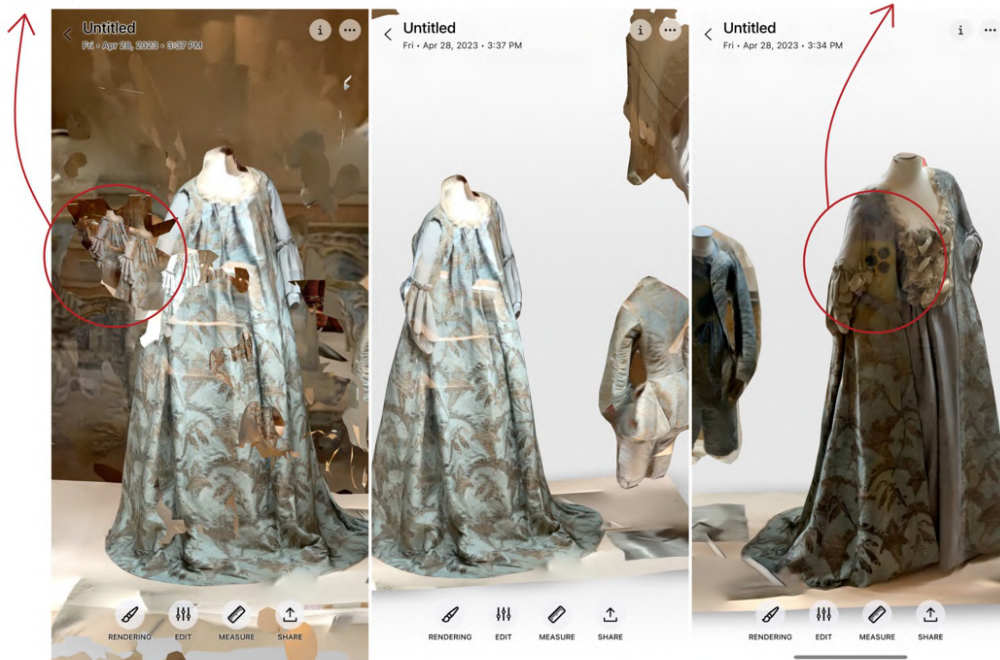 Untitled
Fri • Apr 28, 2023 • 3:37 PM
i
RENDERING EDIT MEASURE SHARE
Untitled
Fri • Apr 28, 2023 • 3:37 PM
i
RENDERING EDIT MEASURE SHARE
Untitled
Fri • Apr 28, 2023 • 3:34 PM
i
RENDERING EDIT MEASURE SHARE